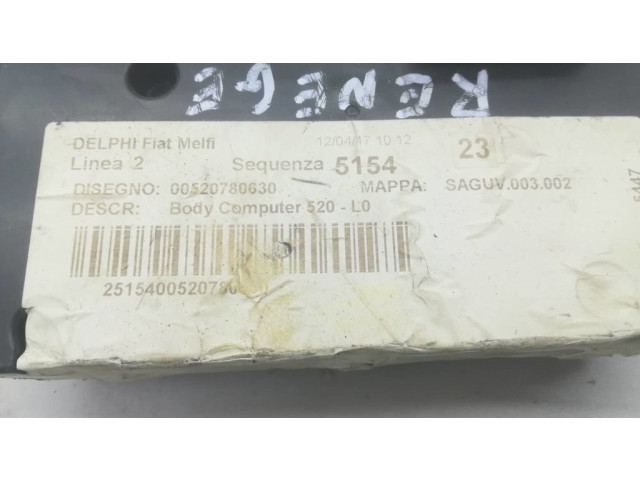 RENEGE
DELPHI Fiat Melfi 12/04/17 10:12 23
Linea 2 Sequenza 5154
DISEGNO: 00520780630 MAPPA: SAGUV.003.002
DESCR: Body Computer 520 - L0
2515400520780